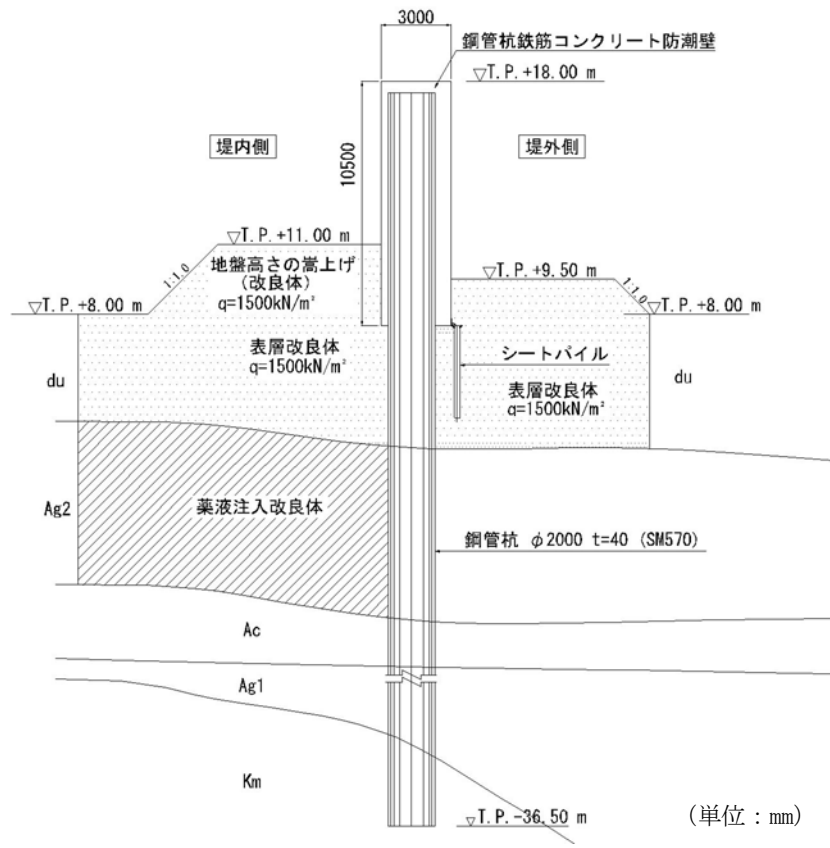 3000
鋼管杭鉄筋コンクリート防潮壁
▽T.P.+18.00 m
堤内側
堤外側
10500
▽T.P.+11.00 m
地盤高さの嵩上げ
(改良体)
q=1500kN/m²
1:1.0
▽T.P.+9.50 m
1:1.0
▽T.P.+8.00 m
▽T.P.+8.00 m
表層改良体
q=1500kN/m²
シートパイル
du
表層改良体
q=1500kN/m²
du
Ag2
薬液注入改良体
鋼管杭 φ2000 t=40 (SM570)
Ac
Ag1
Km
▽T.P.-36.50 m
(単位:mm)